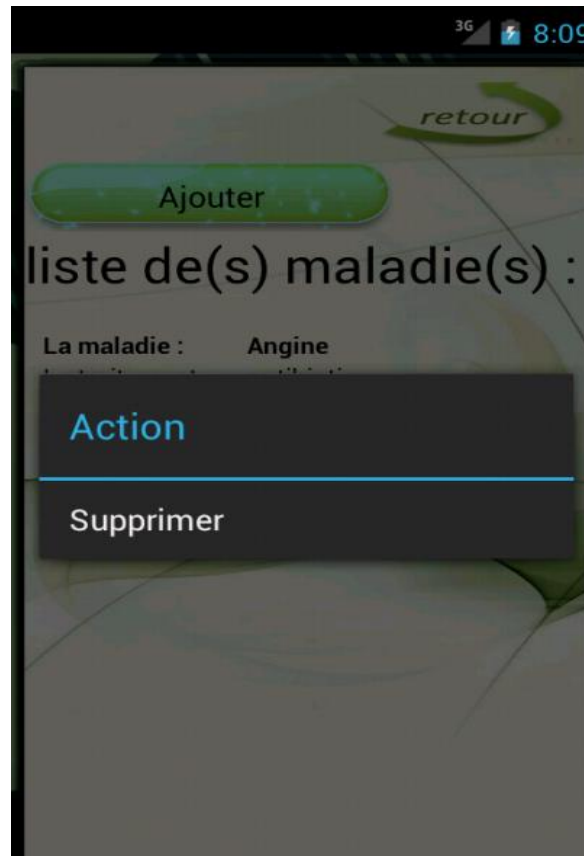 3G 8:09
retour
Ajouter
liste de(s) maladie(s) :
La maladie : Angine
Action
Supprimer